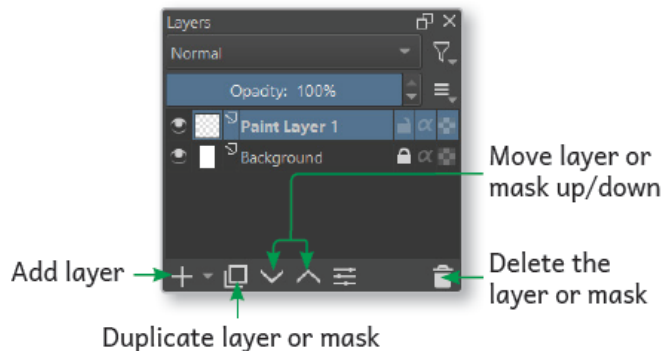 Layers
Normal
Opacity: 100%
Paint Layer 1
Background
Move layer or
mask up/down
Add layer
Delete the
layer or mask
Duplicate layer or mask